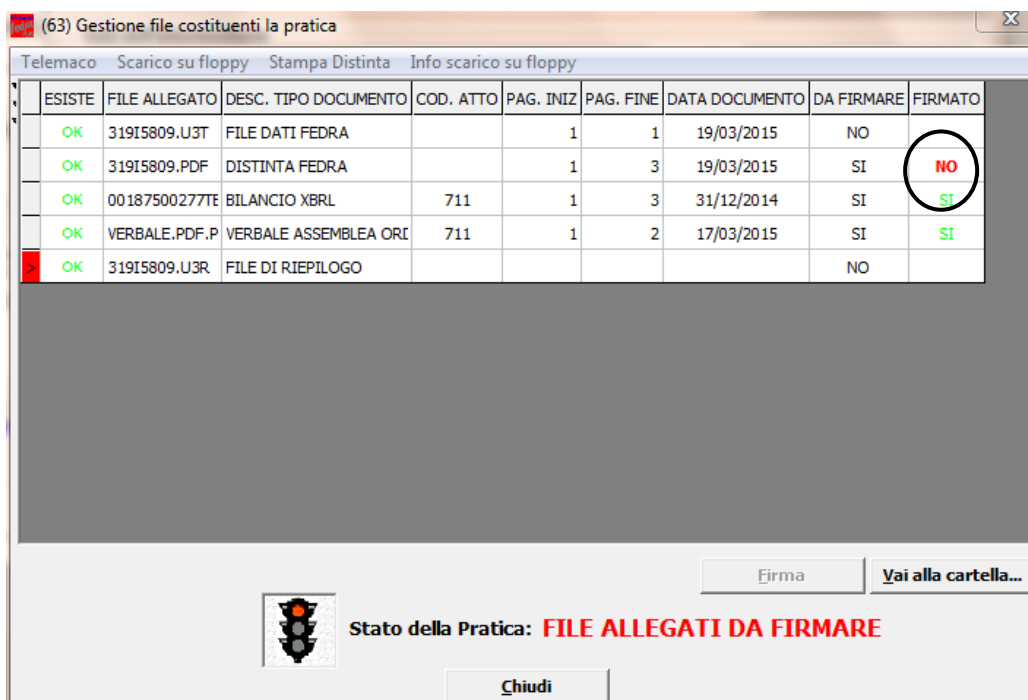 (63) Gestione file costituenti la pratica
Telemaco Scarico su floppy Stampa Distinta Info scarico su floppy
ESISTE FILE ALLEGATO DESC. TIPO DOCUMENTO COD. ATTO PAG. INIZ PAG. FINE DATA DOCUMENTO DA FIRMARE FIRMATO
OK 319I5809.U3T FILE DATI FEDRA 1 1 19/03/2015 NO
OK 319I5809.PDF DISTINTA FEDRA 1 3 19/03/2015 SI NO
OK 00187500277TE BILANCIO XBRL 711 1 3 31/12/2014 SI SI
OK VERBALE.PDF.P VERBALE ASSEMBLEA ORD 711 1 2 17/03/2015 SI SI
> OK 319I5809.U3R FILE DI RIEPILOGO NO
Firma Vai alla cartella...
Stato della Pratica: FILE ALLEGATI DA FIRMARE
Chiudi